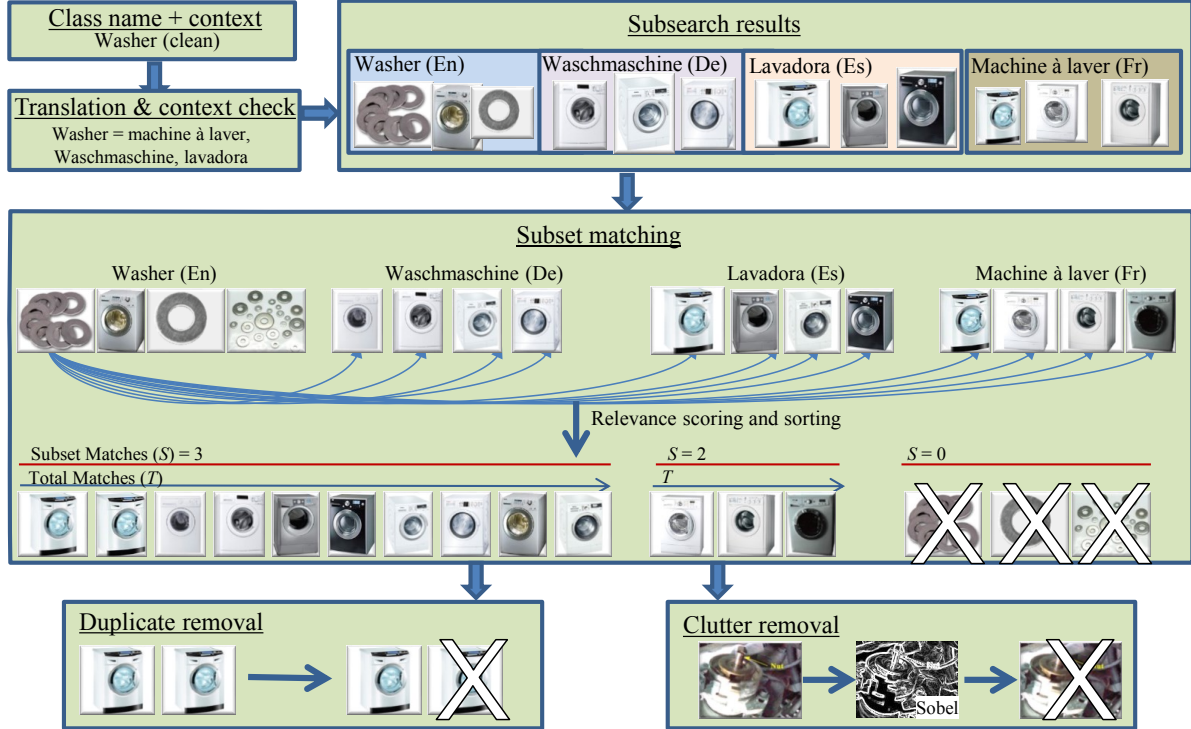 Class name + context
Washer (clean)
Translation & context check
Washer = machine à laver,
Waschmaschine, lavadora
Subsearch results
Washer (En)
Waschmaschine (De)
Lavadora (Es)
Machine à laver (Fr)
Subset matching
Washer (En)
Waschmaschine (De)
Lavadora (Es)
Machine à laver (Fr)
Relevance scoring and sorting
Subset Matches (S) = 3
S = 2
S = 0
Total Matches (T)
T
Duplicate removal
Clutter removal
Nut
Sobel